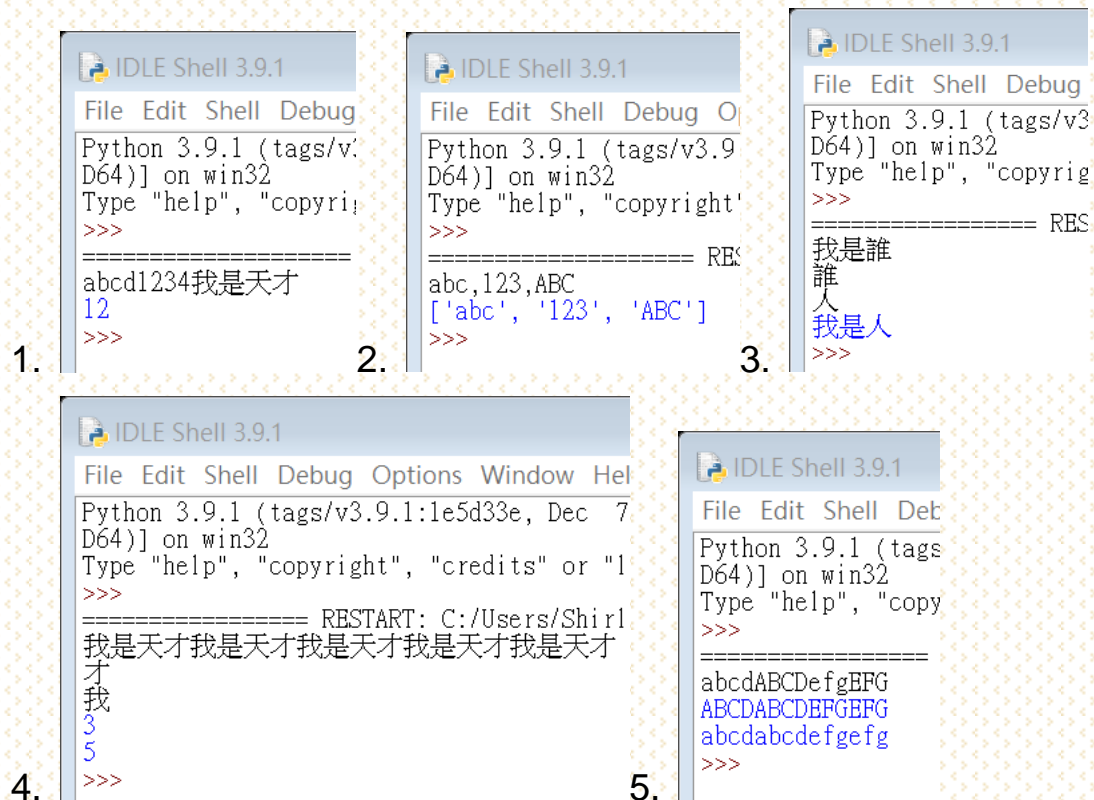 IDLE Shell 3.9.1
File Edit Shell Debug
Python 3.9.1 (tags/v
D64)] on win32
Type "help", "copyri
>>>
====================
abcd1234我是天才
12
>>>
1.
IDLE Shell 3.9.1
File Edit Shell Debug O
Python 3.9.1 (tags/v3.9
D64)] on win32
Type "help", "copyright"
>>>
==================== RES
abc,123,ABC
['abc', '123', 'ABC']
>>>
2.
IDLE Shell 3.9.1
File Edit Shell Debug
Python 3.9.1 (tags/v3
D64)] on win32
Type "help", "copyrig
>>>
================= RES
我是誰
誰
人
我是人
>>>
3.
IDLE Shell 3.9.1
File Edit Shell Debug Options Window Hel
Python 3.9.1 (tags/v3.9.1:1e5d33e, Dec 7
D64)] on win32
Type "help", "copyright", "credits" or "l
>>>
================= RESTART: C:/Users/Shirl
我是天才我是天才我是天才我是天才我是天才
才
我
3
5
>>>
4.
IDLE Shell 3.9.1
File Edit Shell Deb
Python 3.9.1 (tags
D64)] on win32
Type "help", "copy
>>>
=================
abcdABCDefgEFG
ABCDABCDEFGEFG
abcdabcdefgefg
>>>
5.